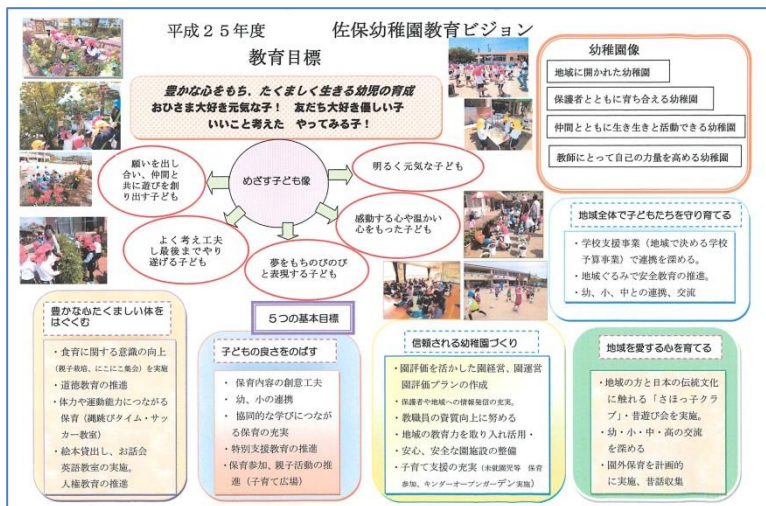 平成２５年度　佐保幼稚園教育ビジョン
教育目標
豊かな心をもち、たくましく生きる幼児の育成
おひさま大好き元気な子！　友だち大好き優しい子
いいこと考えた　やってみる子！
幼稚園像
地域に開かれた幼稚園
保護者とともに育ち合える幼稚園
仲間とともに生き生きと活動できる幼稚園
教師にとって自己の力量を高める幼稚園
めざす子ども像
願いを出し
合い、仲間と
共に遊びを創
り出す子ども
よく考え工夫
し最後までやり
遂げる子ども
夢をもちのびのび
と表現する子ども
感動する心や温かい
心をもった子ども
明るく元気な子ども
地域全体で子どもたちを守り育てる
・学校支援事業（地域で決める学校
予算事業）で連携を深める。
・地域ぐるみで安全教育の推進。
・幼、小、中との連携、交流
５つの基本目標
豊かな心たくましい体を
はぐくむ
・食育に関する意識の向上
（親子栽培、にこにこ集会）を実施
・道徳教育の推進
・体力や運動能力につながる
保育（縄跳びタイム・サッ
カー教室）
・絵本貸出し、お話会
英語教室の実施。
人権教育の推進
子どもの良さをのばす
・保育内容の創意工夫
・幼、小の連携
・協同的な学びにつなが
る保育の充実
・特別支援教育の推進
・保育参加、親子活動の推
進（子育て広場）
信頼される幼稚園づくり
・園評価を活かした園経営、園運営
園評価プランの作成
・保護者や地域への情報発信の充実。
・教職員の資質向上に努める
・地域の教育力を取り入れ活用・
・安心、安全な園施設の整備
・子育て支援の充実（未就園児等　保育
参加、キンダーオープンガーデン実施）
地域を愛する心を育てる
・地域の方と日本の伝統文化
に触れる「さほっ子クラ
ブ」・昔遊び会を実施。
・幼・小・中・高の交流
を深める
・園外保育を計画的
に実施、昔話収集